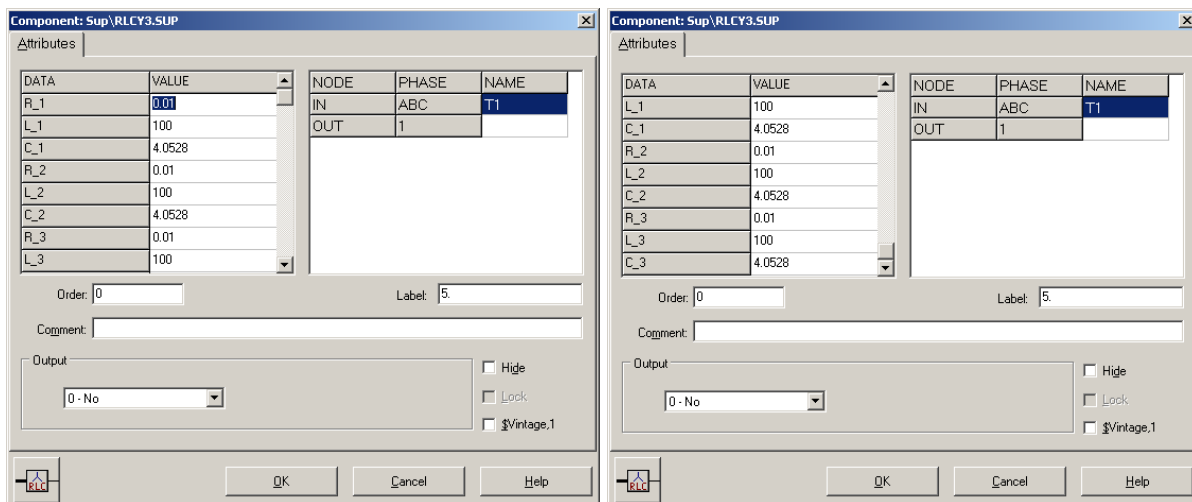 Component: Sup\RLCY3.SUP
Attributes
DATA VALUE
R_1 0.01
L_1 100
C_1 4.0528
R_2 0.01
L_2 100
C_2 4.0528
R_3 0.01
L_3 100
NODE PHASE NAME
IN ABC T1
OUT 1
Order: 0
Label: 5.
Comment:
Output
0 - No
Hide
Lock
$Vintage,1
RLC
OK
Cancel
Help
Component: Sup\RLCY3.SUP
Attributes
DATA VALUE
L_1 100
C_1 4.0528
R_2 0.01
L_2 100
C_2 4.0528
R_3 0.01
L_3 100
C_3 4.0528
NODE PHASE NAME
IN ABC T1
OUT 1
Order: 0
Label: 5.
Comment:
Output
0 - No
Hide
Lock
$Vintage,1
RLC
OK
Cancel
Help